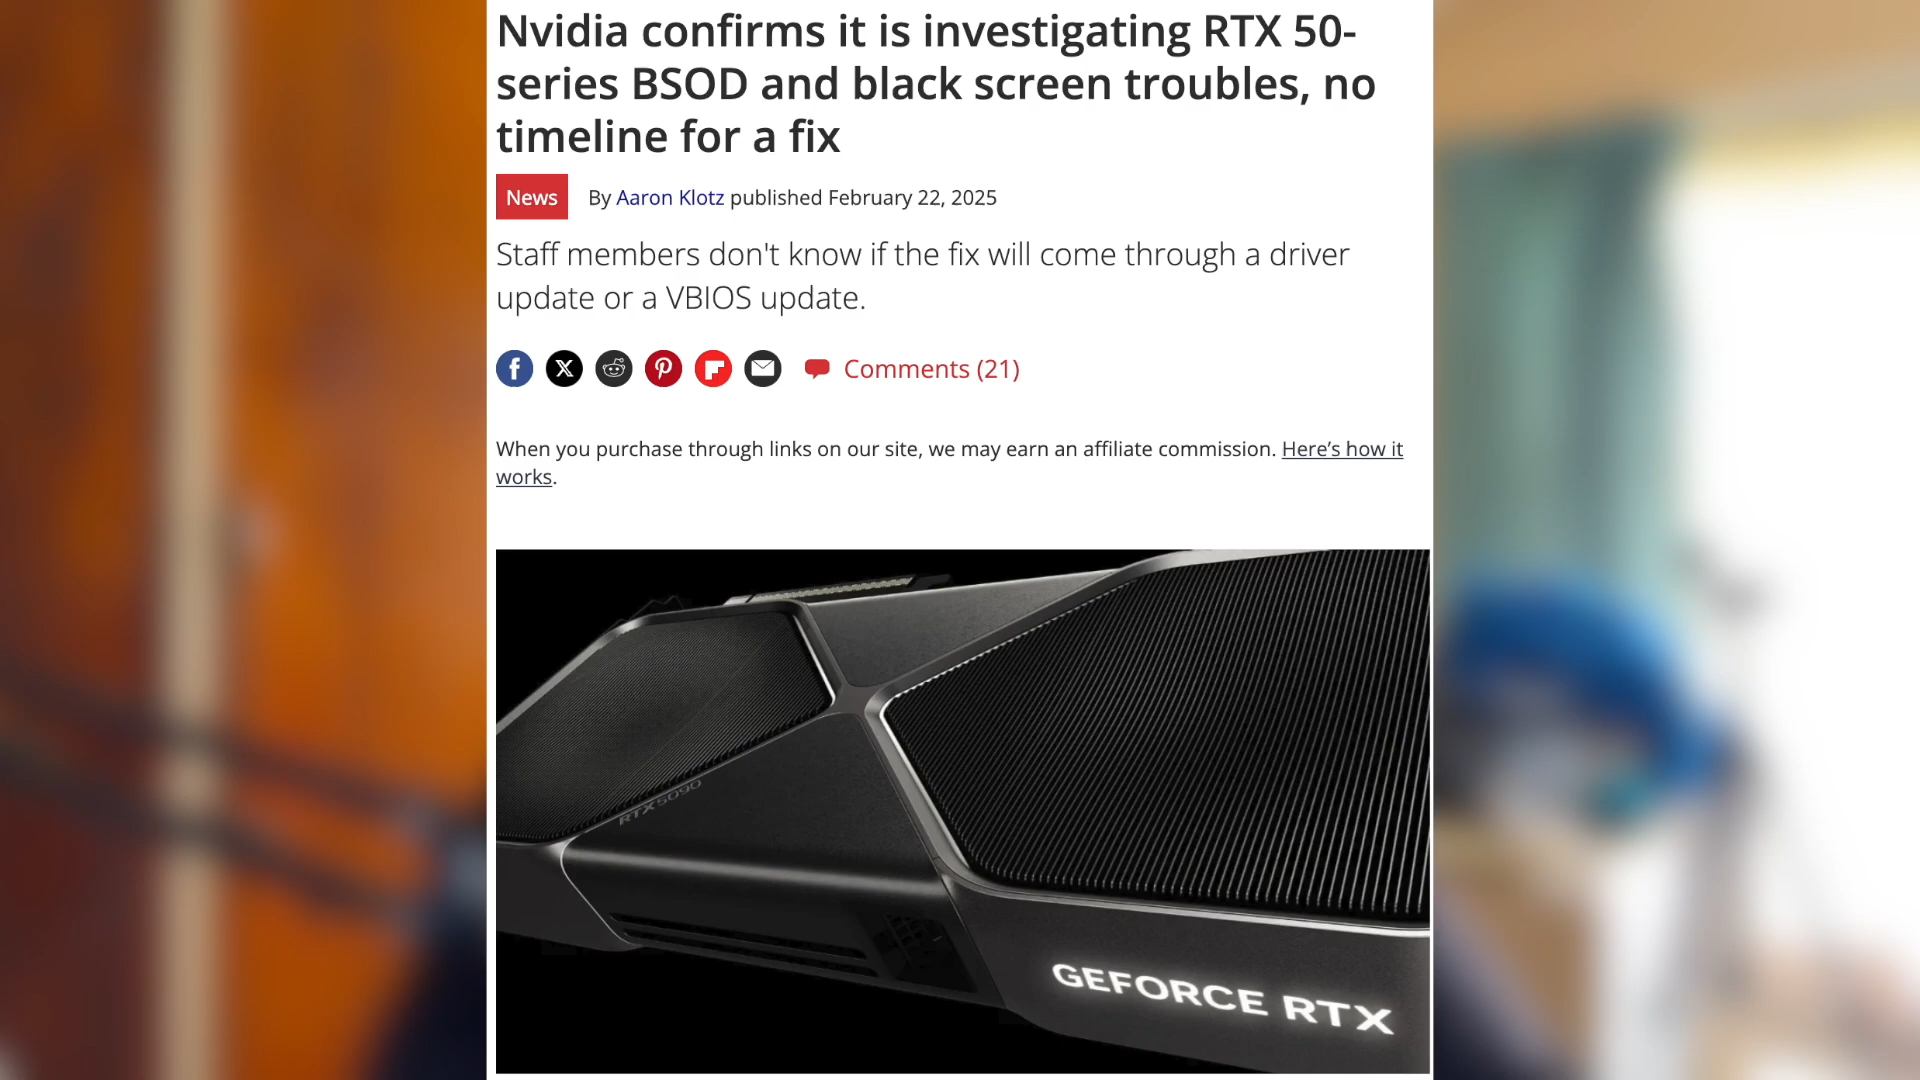 Nvidia confirms it is investigating RTX 50-
series BSOD and black screen troubles, no
timeline for a fix
News By Aaron Klotz published February 22, 2025
Staff members don't know if the fix will come through a driver
update or a VBIOS update.
Comments (21)
When you purchase through links on our site, we may earn an affiliate commission. Here’s how it
works.
RTX 5090
GEFORCE RTX